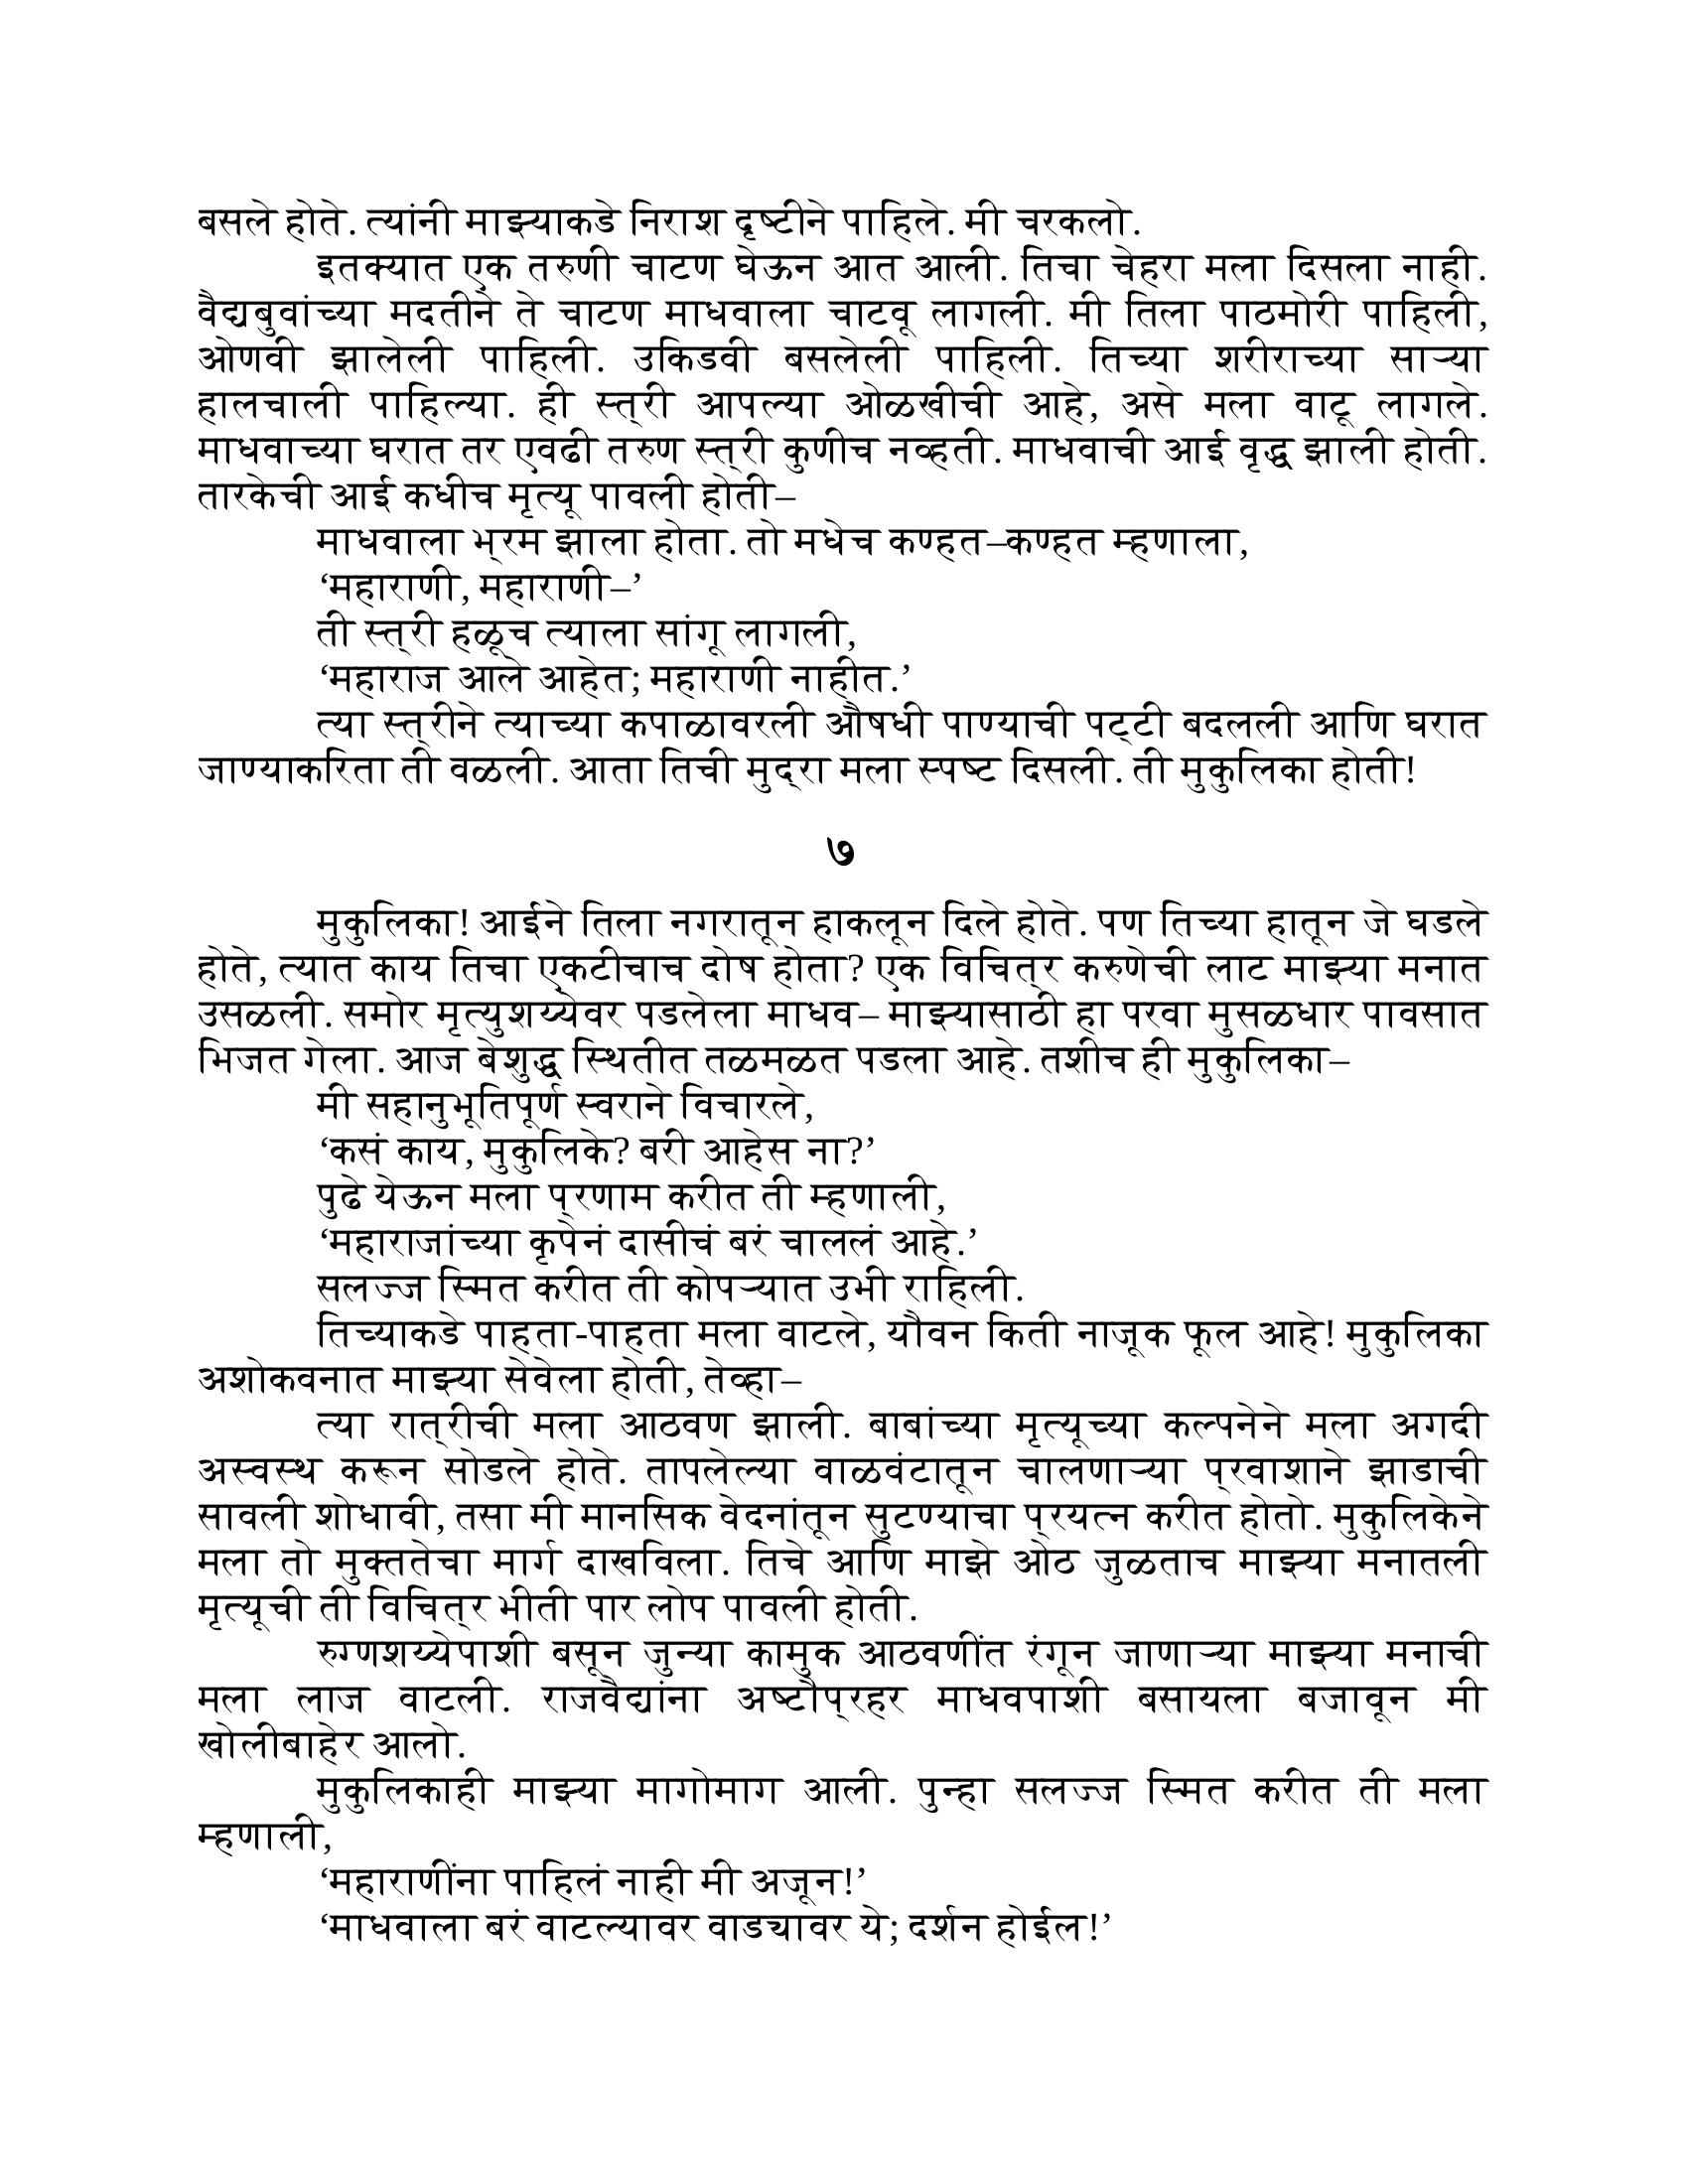 बसले होते. त्यांनी माझ्याकडे निराश दृष्टीने पाहिले. मी चरकलो.
इतक्यात एक तरुणी चाटण घेऊन आत आली. तिचा चेहरा मला दिसला नाही.
वैद्यबुवांच्या मदतीने ते चाटण माधवाला चाटवू लागली. मी तिला पाठमोरी पाहिली,
ओणवी झालेली पाहिली. उकिडवी बसलेली पाहिली. तिच्या शरीराच्या साऱ्या
हालचाली पाहिल्या. ही स्त्री आपल्या ओळखीची आहे, असे मला वाटू लागले.
माधवाच्या घरात तर एवढी तरुण स्त्री कुणीच नव्हती. माधवाची आई वृद्ध झाली होती.
तारकेची आई कधीच मृत्यू पावली होती–
माधवाला भ्रम झाला होता. तो मधेच कण्हत–कण्हत म्हणाला,
‘महाराणी, महाराणी–’
ती स्त्री हळूच त्याला सांगू लागली,
‘महाराज आले आहेत; महाराणी नाहीत.’
त्या स्त्रीने त्याच्या कपाळावरली औषधी पाण्याची पट्टी बदलली आणि घरात
जाण्याकरिता ती वळली. आता तिची मुद्रा मला स्पष्ट दिसली. ती मुकुलिका होती!
७
मुकुलिका! आईने तिला नगरातून हाकलून दिले होते. पण तिच्या हातून जे घडले
होते, त्यात काय तिचा एकटीचाच दोष होता? एक विचित्र करुणेची लाट माझ्या मनात
उसळली. समोर मृत्युशय्येवर पडलेला माधव– माझ्यासाठी हा परवा मुसळधार पावसात
भिजत गेला. आज बेशुद्ध स्थितीत तळमळत पडला आहे. तशीच ही मुकुलिका–
मी सहानुभूतिपूर्ण स्वराने विचारले,
‘कसं काय, मुकुलिके? बरी आहेस ना?’
पुढे येऊन मला प्रणाम करीत ती म्हणाली,
‘महाराजांच्या कृपेनं दासीचं बरं चाललं आहे.’
सलज्ज स्मित करीत ती कोपऱ्यात उभी राहिली.
तिच्याकडे पाहता-पाहता मला वाटले, यौवन किती नाजूक फूल आहे! मुकुलिका
अशोकवनात माझ्या सेवेला होती, तेव्हा–
त्या रात्रीची मला आठवण झाली. बाबांच्या मृत्यूच्या कल्पनेने मला अगदी
अस्वस्थ करून सोडले होते. तापलेल्या वाळवंटातून चालणाऱ्या प्रवाशाने झाडाची
सावली शोधावी, तसा मी मानसिक वेदनांतून सुटण्याचा प्रयत्न करीत होतो. मुकुलिकेने
मला तो मुक्ततेचा मार्ग दाखविला. तिचे आणि माझे ओठ जुळताच माझ्या मनातली
मृत्यूची ती विचित्र भीती पार लोप पावली होती.
रुग्णशय्येपाशी बसून जुन्या कामुक आठवणींत रंगून जाणाऱ्या माझ्या मनाची
मला लाज वाटली. राजवैद्यांना अष्टौप्रहर माधवपाशी बसायला बजावून मी
खोलीबाहेर आलो.
मुकुलिकाही माझ्या मागोमाग आली. पुन्हा सलज्ज स्मित करीत ती मला
म्हणाली,
‘महाराणींना पाहिलं नाही मी अजून!’
‘माधवाला बरं वाटल्यावर वाड्यावर ये; दर्शन होईल!’